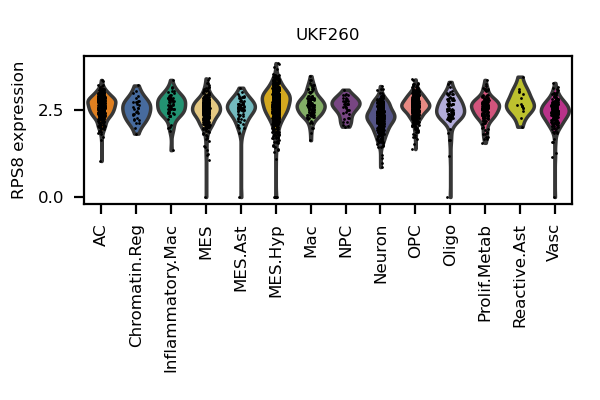 UKF260
RPS8 expression
2.5
0.0
AC
Chromatin.Reg
Inflammatory.Mac
MES
MES.Ast
MES.Hyp
Mac
NPC
Neuron
OPC
Oligo
Prolif.Metab
Reactive.Ast
Vasc